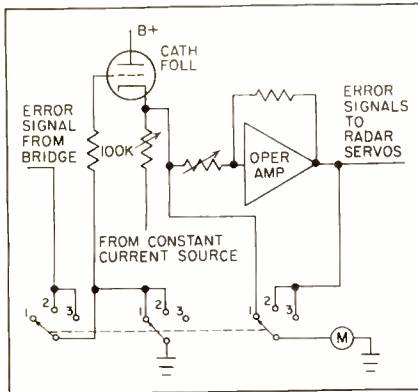 B+
CATH
FOLL
ERROR
SIGNAL
FROM
BRIDGE
100K
OPER
AMP
ERROR
SIGNALS
TO
RADAR
SERVOS
FROM CONSTANT
CURRENT SOURCE
1 2 3
1 2 3
1 2 3
M